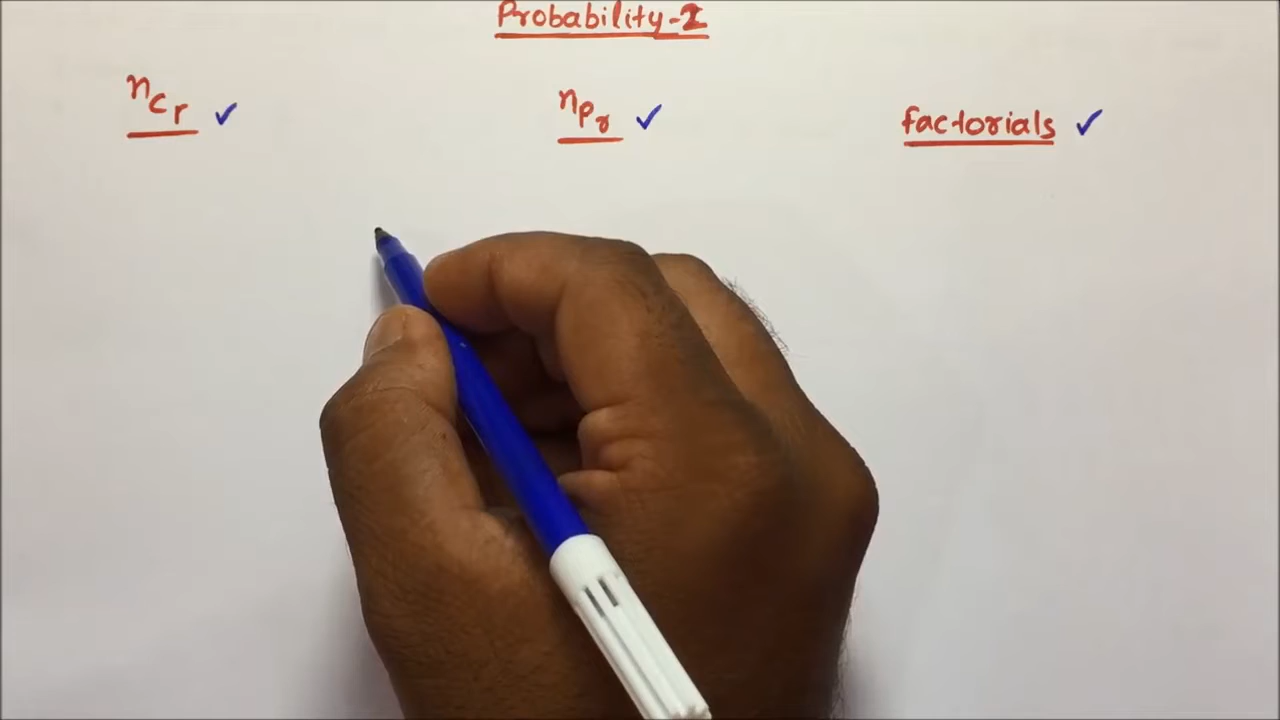 Probability-I
nCr ✓ nPr ✓ factorials ✓